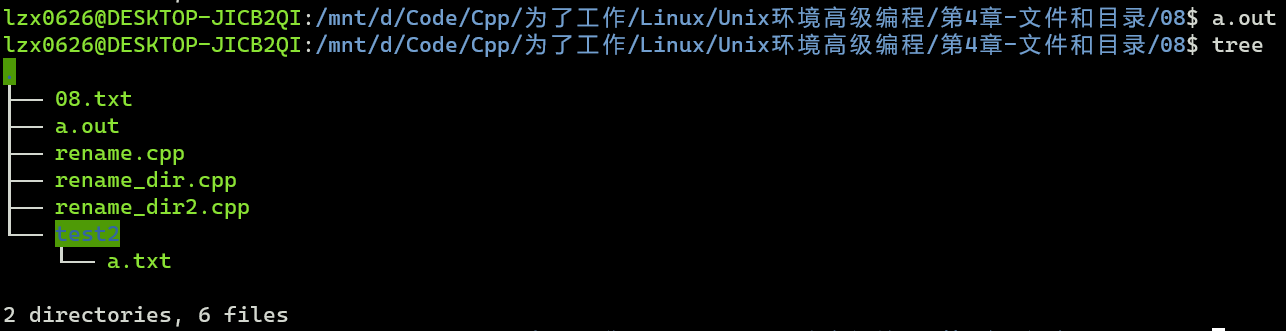 lzx0626@DESKTOP-JICB2QI:/mnt/d/Code/Cpp/为了工作/Linux/Unix环境高级编程/第4章-文件和目录/08$ a.out
lzx0626@DESKTOP-JICB2QI:/mnt/d/Code/Cpp/为了工作/Linux/Unix环境高级编程/第4章-文件和目录/08$ tree
.
├── 08.txt
├── a.out
├── rename.cpp
├── rename_dir.cpp
├── rename_dir2.cpp
└── test2
    └── a.txt
2 directories, 6 files